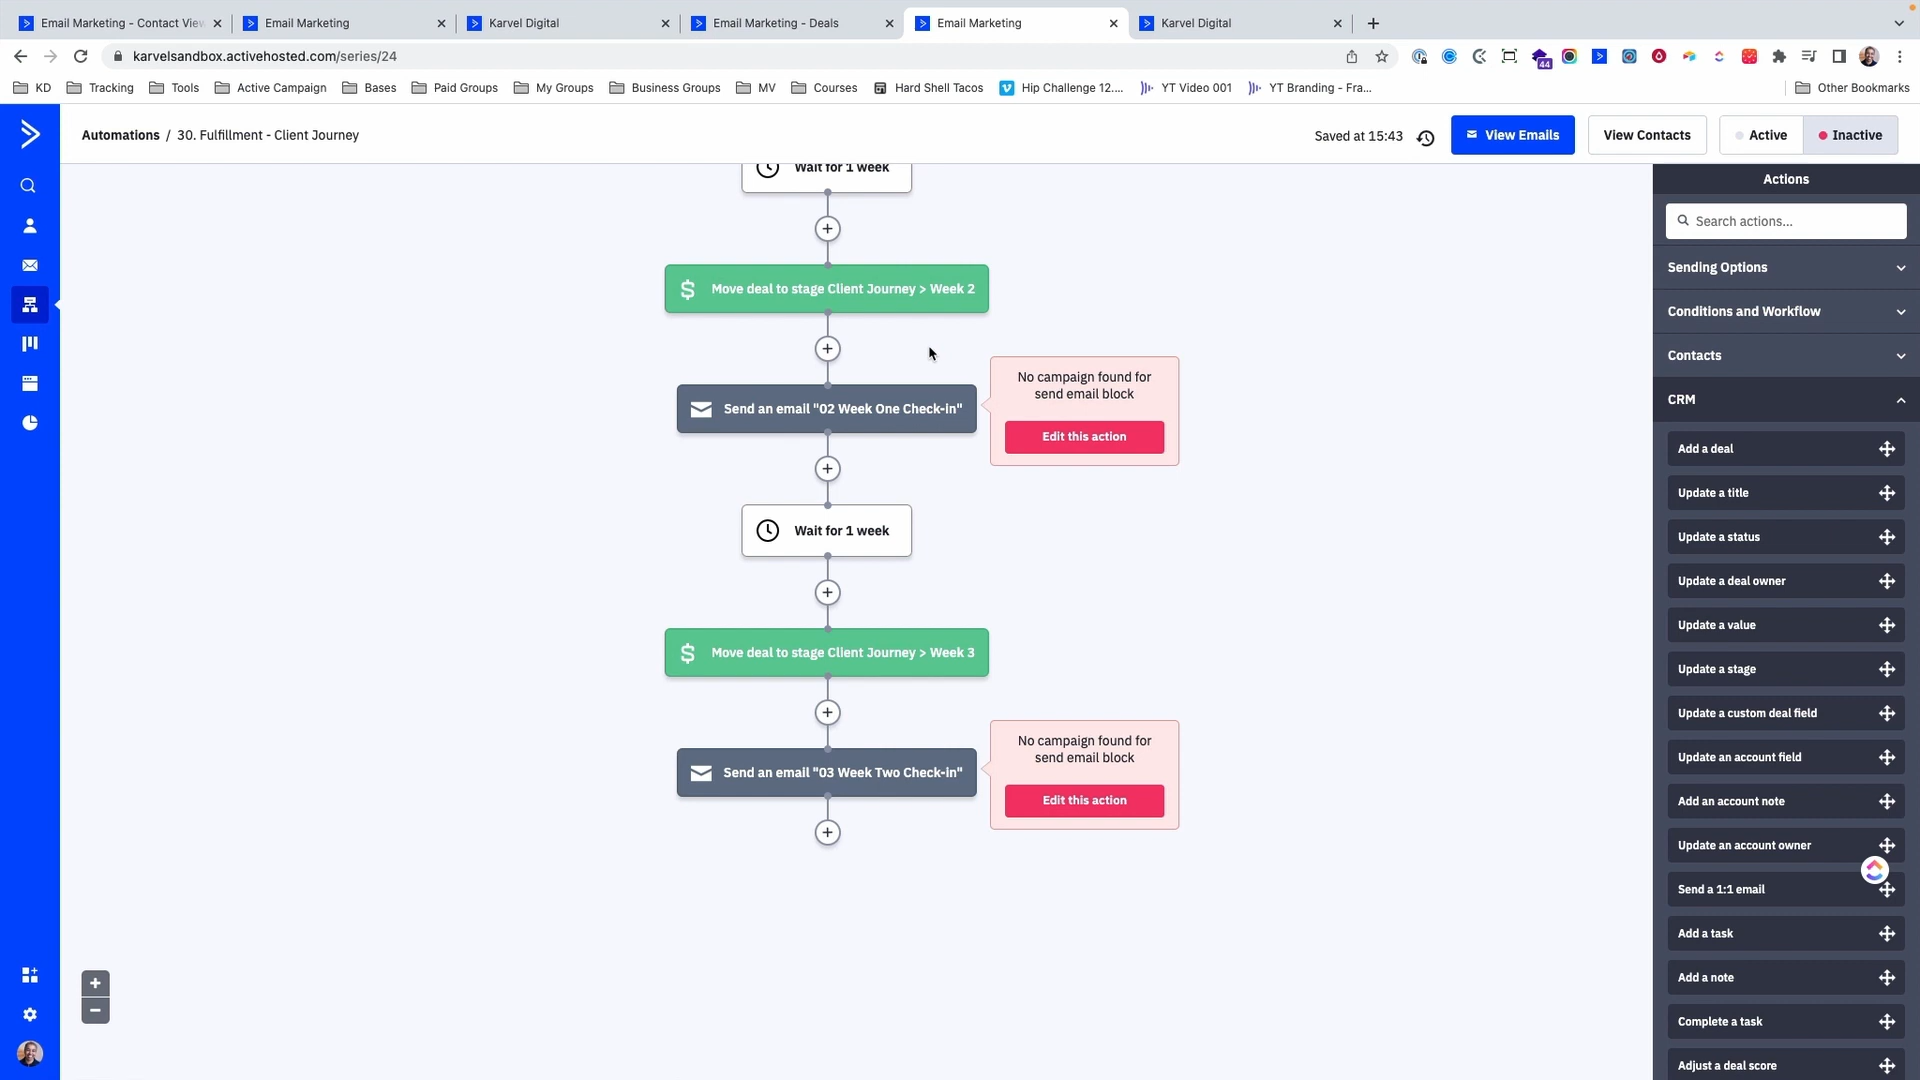 Email Marketing - Contact View
Email Marketing
Karvel Digital
Email Marketing - Deals
Email Marketing
Karvel Digital
karvelsandbox.activehosted.com/series/24
44
KD
Tracking
Tools
Active Campaign
Bases
Paid Groups
My Groups
Business Groups
MV
Courses
Hard Shell Tacos
Hip Challenge 12....
YT Video 001
YT Branding - Fra...
Other Bookmarks
Automations / 30. Fulfillment - Client Journey
Saved at 15:43
View Emails
View Contacts
Active
Inactive
Wait for 1 week
Move deal to stage Client Journey > Week 2
Send an email "02 Week One Check-in"
No campaign found for
send email block
Edit this action
Wait for 1 week
Move deal to stage Client Journey > Week 3
Send an email "03 Week Two Check-in"
No campaign found for
send email block
Edit this action
Actions
Search actions...
Sending Options
Conditions and Workflow
Contacts
CRM
Add a deal
Update a title
Update a status
Update a deal owner
Update a value
Update a stage
Update a custom deal field
Update an account field
Add an account note
Update an account owner
Send a 1:1 email
Add a task
Add a note
Complete a task
Adjust a deal score